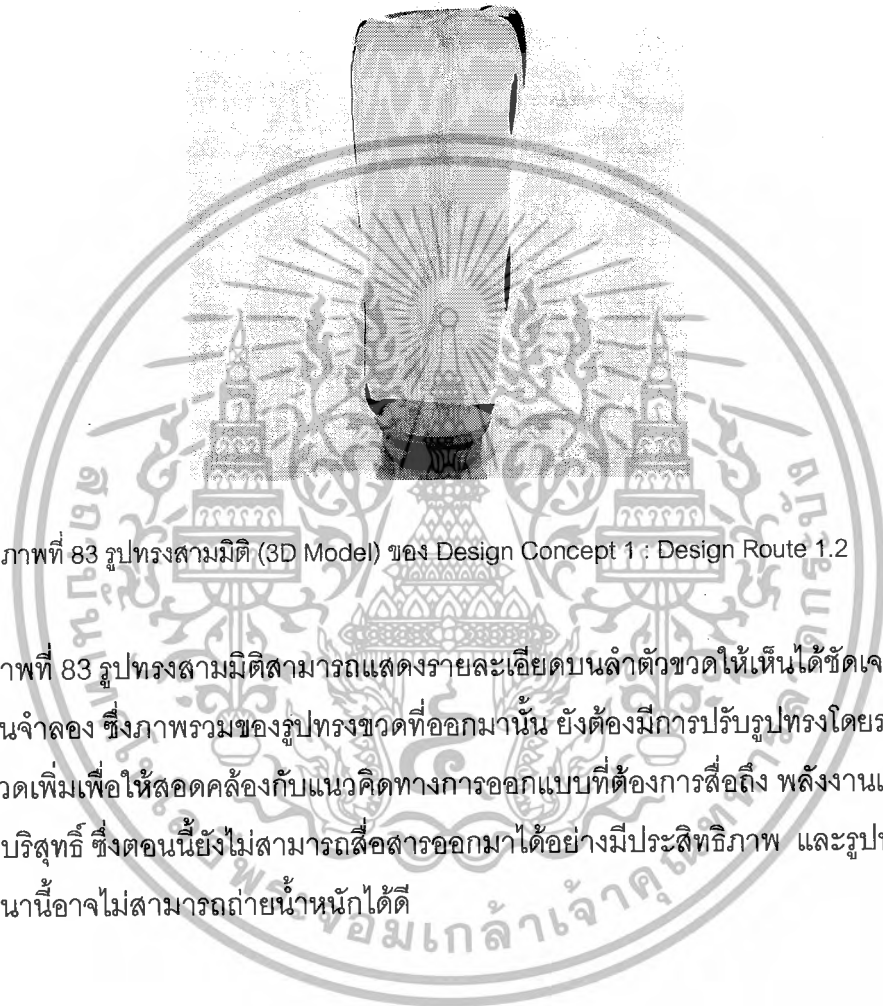 ภาพที่ 83 รูปทรงสามมิติ (3D Model) ของ Design Concept 1 : Design Route 1.2
าพที่ 83 รูปทรงสามมิติสามารถแสดงรายละเอียดบนลำตัวขวดให้เห็นได้ชัดเจ
นจำลอง ซึ่งภาพรวมของรูปทรงขวดที่ออกมานั้น ยังต้องมีการปรับรูปทรงโดยร
วดเพิ่มเพื่อให้สอดคล้องกับแนวคิดทางการออกแบบที่ต้องการสื่อถึง พลังงานแ
บริสุทธิ์ ซึ่งตอนนี้ยังไม่สามารถสื่อสารออกมาได้อย่างมีประสิทธิภาพ และรูปท
นานี้อาจไม่สามารถถ่ายน้ำหนักได้ดี